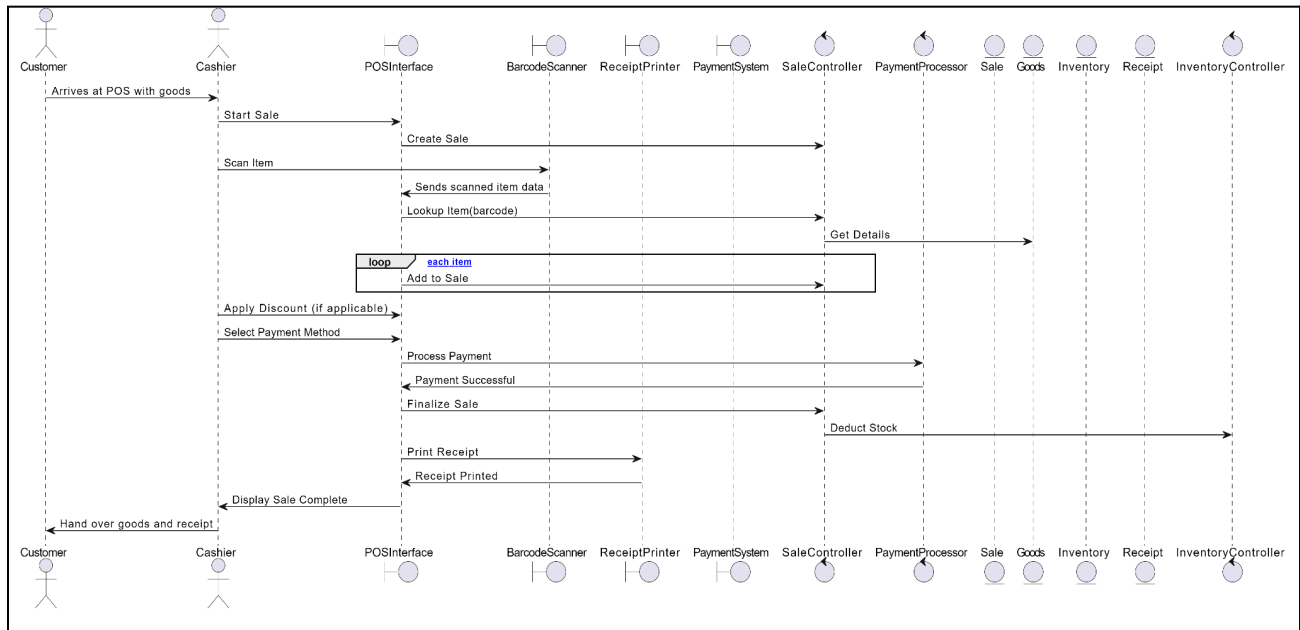 Customer Cashier POSInterface BarcodeScanner ReceiptPrinter PaymentSystem SaleController PaymentProcessor Sale Goods Inventory Receipt InventoryController
Arrives at POS with goods
Start Sale
Create Sale
Scan Item
Sends scanned item data
Lookup Item(barcode)
Get Details
loop each item
Add to Sale
Apply Discount (if applicable)
Select Payment Method
Process Payment
Payment Successful
Finalize Sale
Deduct Stock
Print Receipt
Receipt Printed
Display Sale Complete
Hand over goods and receipt
Customer Cashier POSInterface BarcodeScanner ReceiptPrinter PaymentSystem SaleController PaymentProcessor Sale Goods Inventory Receipt InventoryController